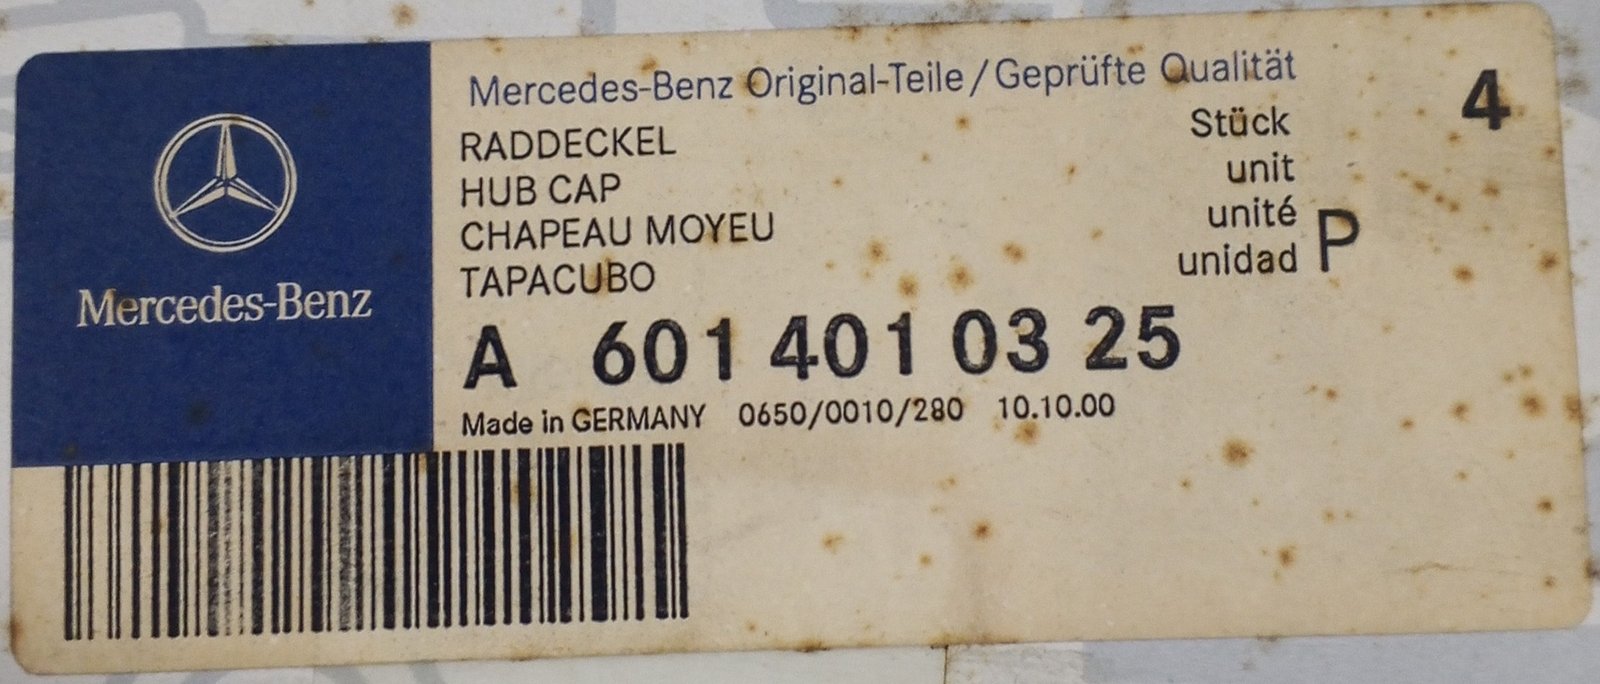 Mercedes-Benz
Mercedes-Benz Original-Teile/Geprüfte Qualität
RADDECKEL
HUB CAP
CHAPEAU MOYEU
TAPACUBO
Stück
unit
unité
unidad
P
4
A 601 401 03 25
Made in GERMANY 0650/0010/280 10.10.00